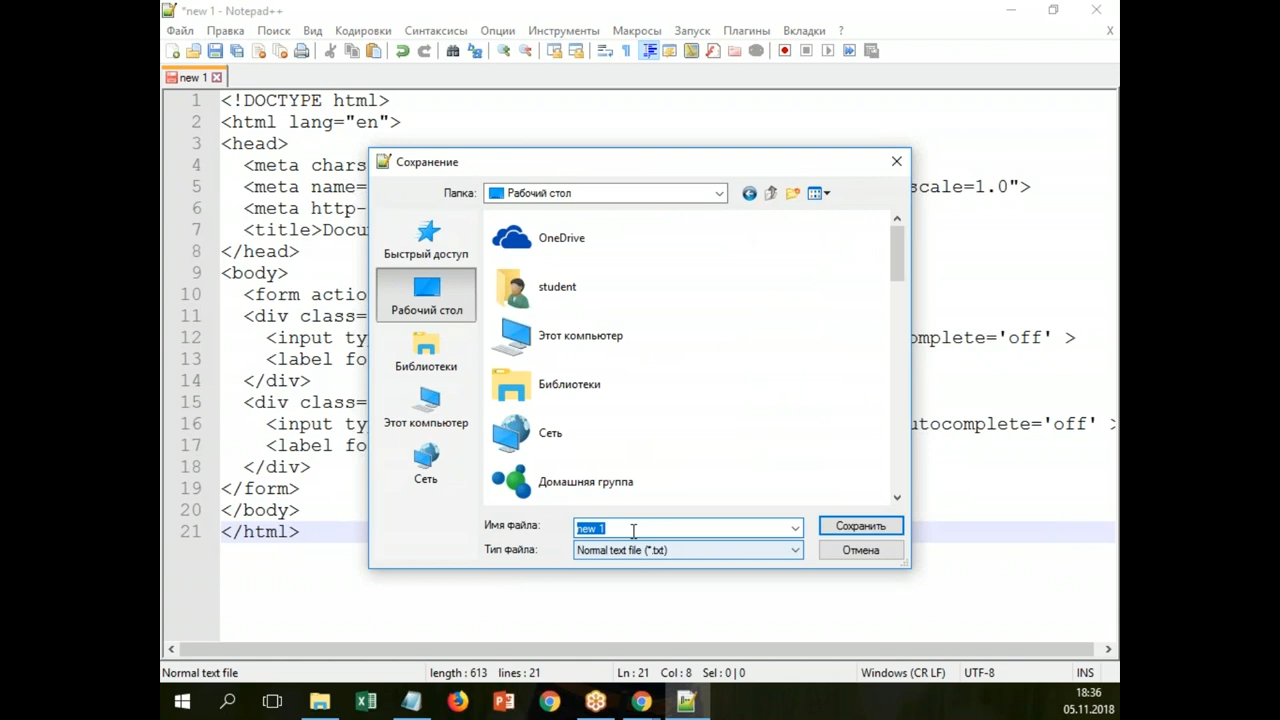 *new 1 - Notepad++
Файл Правка Поиск Вид Кодировки Синтаксисы Опции Инструменты Макросы Запуск Плагины Вкладки ? X
new 1
1 <!DOCTYPE html>
2 <html lang="en">
3 <head>
4 <meta chars
5 <meta name= scale=1.0">
6 <meta http-
7 <title>Docu
8 </head>
9 <body>
10 <form actio
11 <div class=
12 <input ty omplete='off' >
13 <label fo
14 </div>
15 <div class=
16 <input ty utocomplete='off' >
17 <label fo
18 </div>
19 </form>
20 </body>
21 </html>
Сохранение
Папка: Рабочий стол
Быстрый доступ
Рабочий стол
Библиотеки
Этот компьютер
Сеть
OneDrive
student
Этот компьютер
Библиотеки
Сеть
Домашняя группа
Имя файла: new 1 Сохранить
Тип файла: Normal text file (*.txt) Отмена
Normal text file length : 613 lines : 21 Ln : 21 Col : 8 Sel : 0 | 0 Windows (CR LF) UTF-8 INS
18:36
05.11.2018